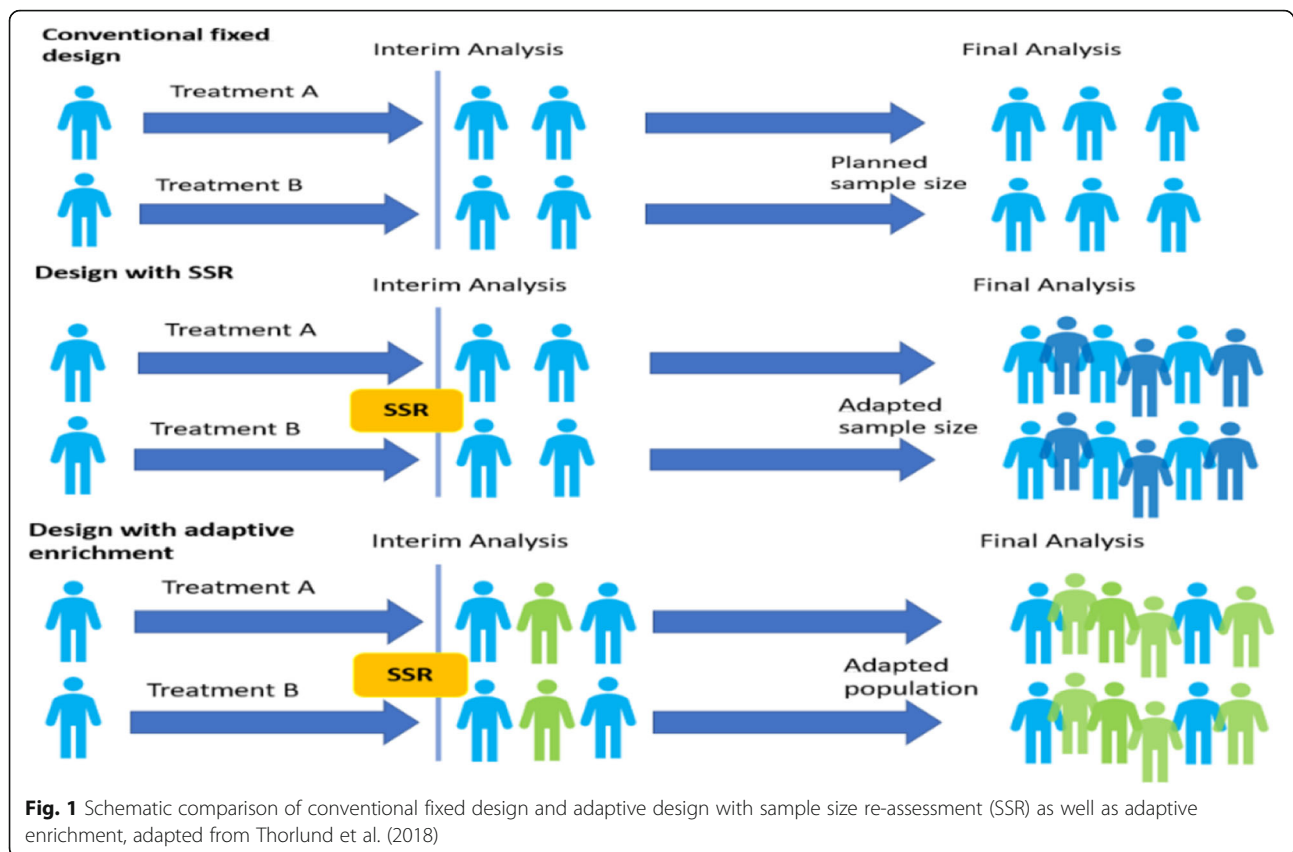 Conventional fixed
design
Interim Analysis
Final Analysis
Treatment A
Planned
sample size
Treatment B
Design with SSR
Interim Analysis
Final Analysis
Treatment A
SSR
Adapted
sample size
Treatment B
Design with adaptive
enrichment
Interim Analysis
Final Analysis
Treatment A
SSR
Adapted
population
Treatment B
Fig. 1 Schematic comparison of conventional fixed design and adaptive design with sample size re-assessment (SSR) as well as adaptive
enrichment, adapted from Thorlund et al. (2018)